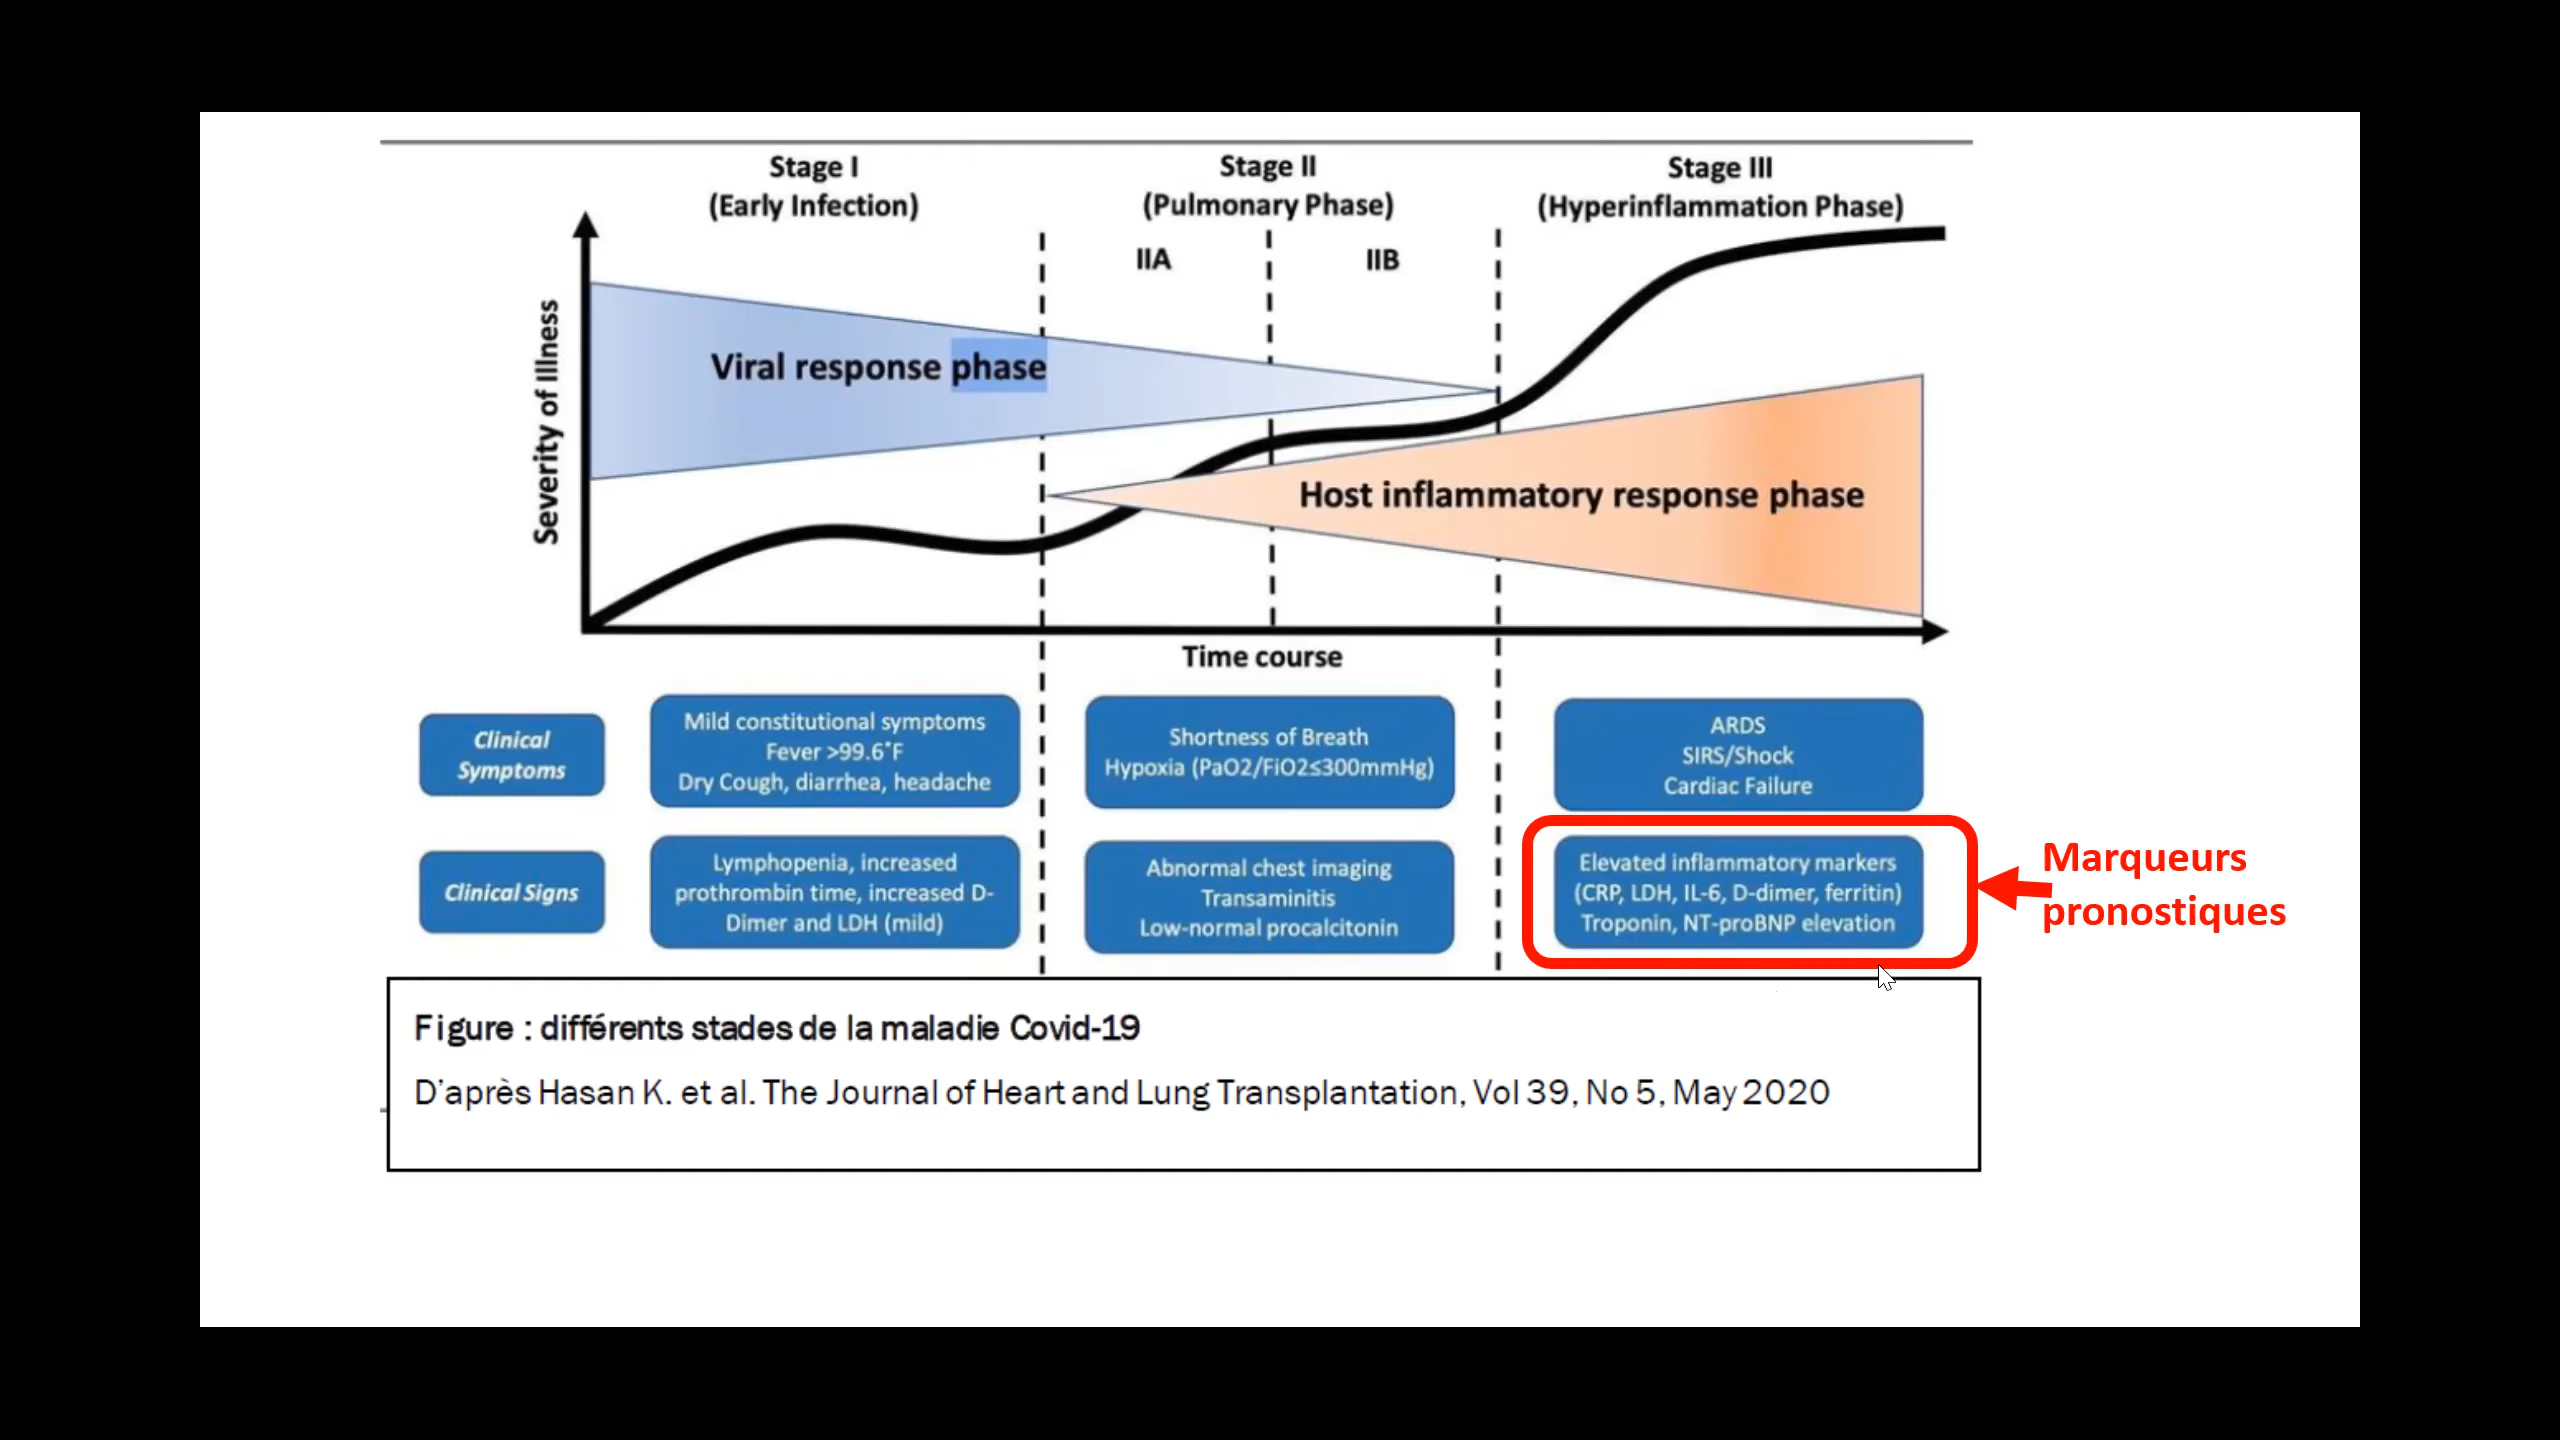 Stage I
(Early Infection)
Stage II
(Pulmonary Phase)
Stage III
(Hyperinflammation Phase)
IIA
IIB
Severity of Illness
Viral response phase
Host inflammatory response phase
Time course
Clinical
Symptoms
Mild constitutional symptoms
Fever >99.6°F
Dry Cough, diarrhea, headache
Shortness of Breath
Hypoxia (PaO2/FiO2≤300mmHg)
ARDS
SIRS/Shock
Cardiac Failure
Clinical Signs
Lymphopenia, increased
prothrombin time, increased D-
Dimer and LDH (mild)
Abnormal chest imaging
Transaminitis
Low-normal procalcitonin
Elevated inflammatory markers
(CRP, LDH, IL-6, D-dimer, ferritin)
Troponin, NT-proBNP elevation
Marqueurs
pronostiques
Figure : différents stades de la maladie Covid-19
D'après Hasan K. et al. The Journal of Heart and Lung Transplantation, Vol 39, No 5, May 2020